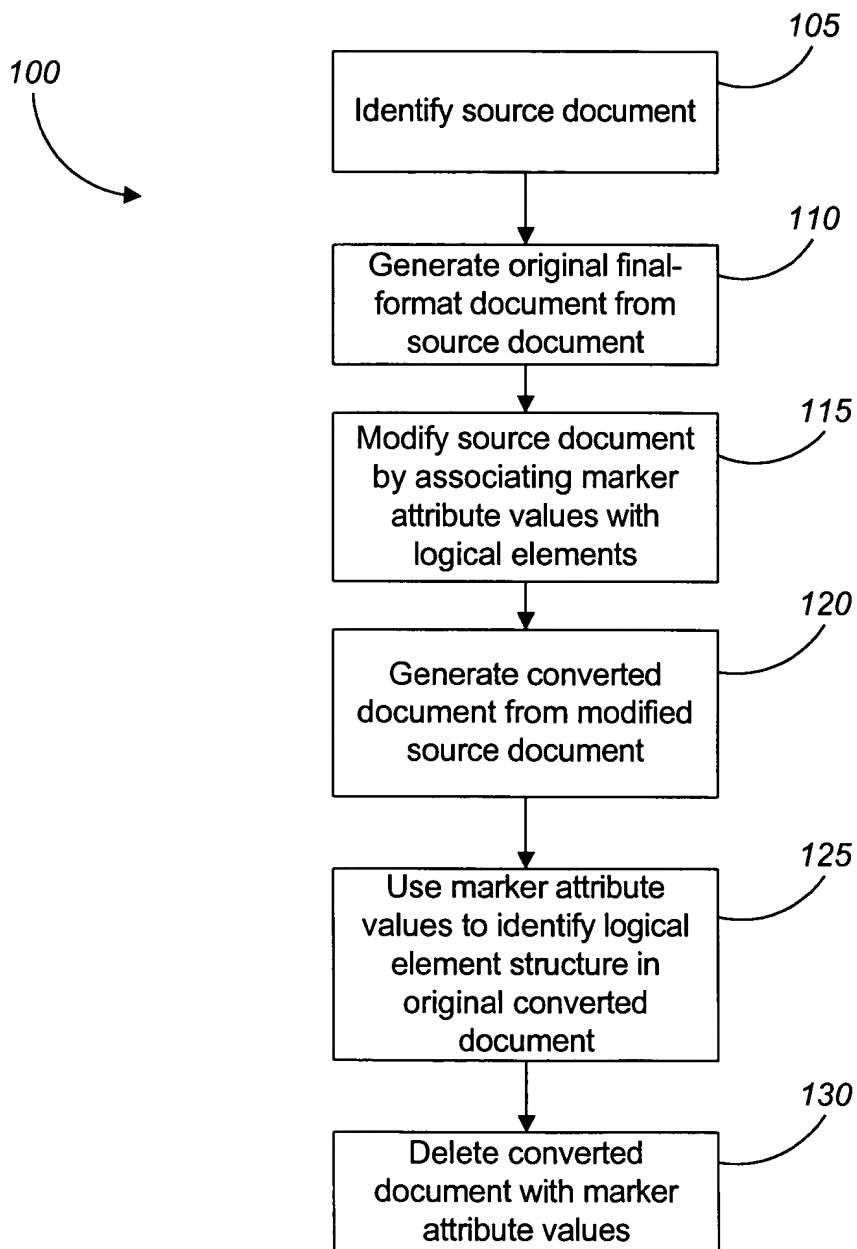 100
105
Identify source document
110
Generate original final-
format document from
source document
115
Modify source document
by associating marker
attribute values with
logical elements
120
Generate converted
document from modified
source document
125
Use marker attribute
values to identify logical
element structure in
original converted
document
130
Delete converted
document with marker
attribute values